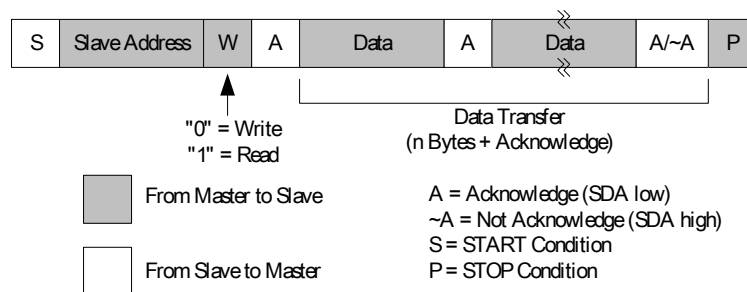 S Slave Address W A Data A Data A/~A P
"0" = Write
"1" = Read
Data Transfer
(n Bytes + Acknowledge)
From Master to Slave
From Slave to Master
A = Acknowledge (SDA low)
~A = Not Acknowledge (SDA high)
S = START Condition
P = STOP Condition